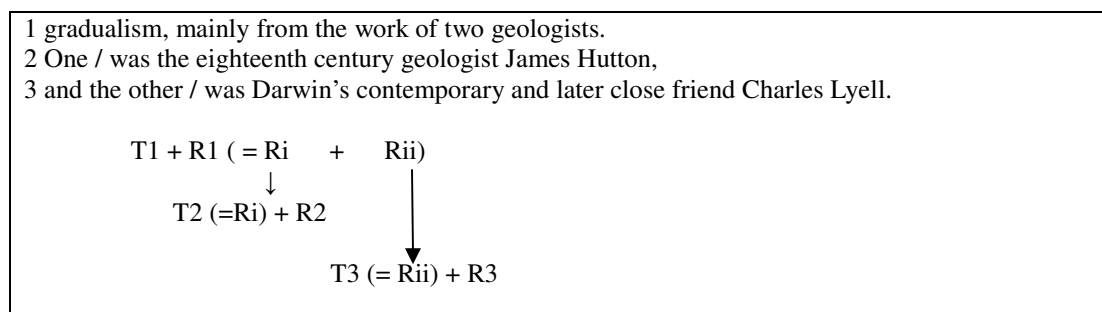 1 gradualism, mainly from the work of two geologists.
2 One / was the eighteenth century geologist James Hutton,
3 and the other / was Darwin’s contemporary and later close friend Charles Lyell.
T1 + R1 ( = Ri + Rii)
↓
T2 (=Ri) + R2
T3 (= Rii) + R3